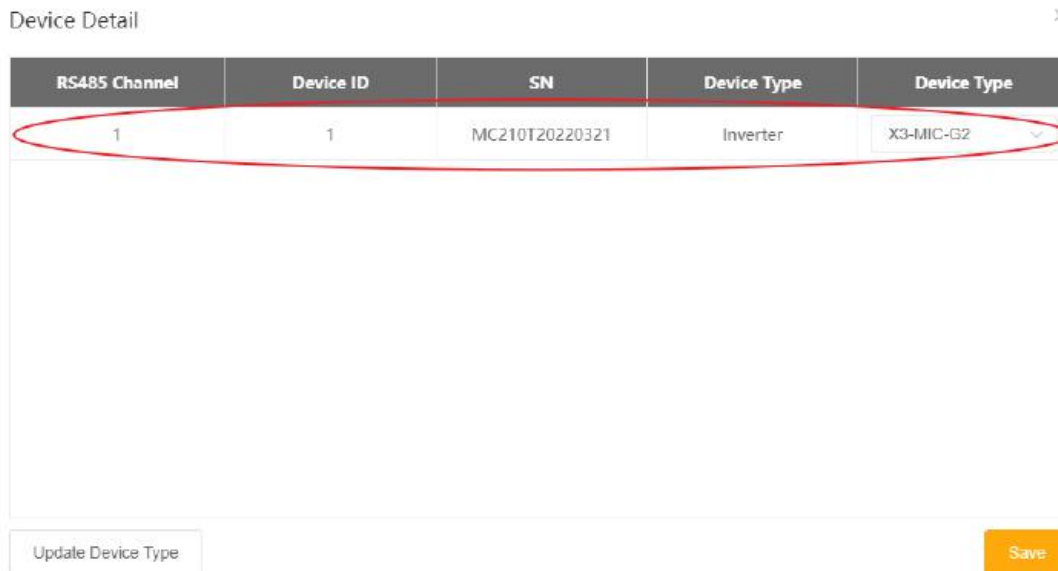 Device Detail
RS485 Channel Device ID SN Device Type Device Type
1 1 MC210T20220321 Inverter X3-MIC-G2
Update Device Type Save